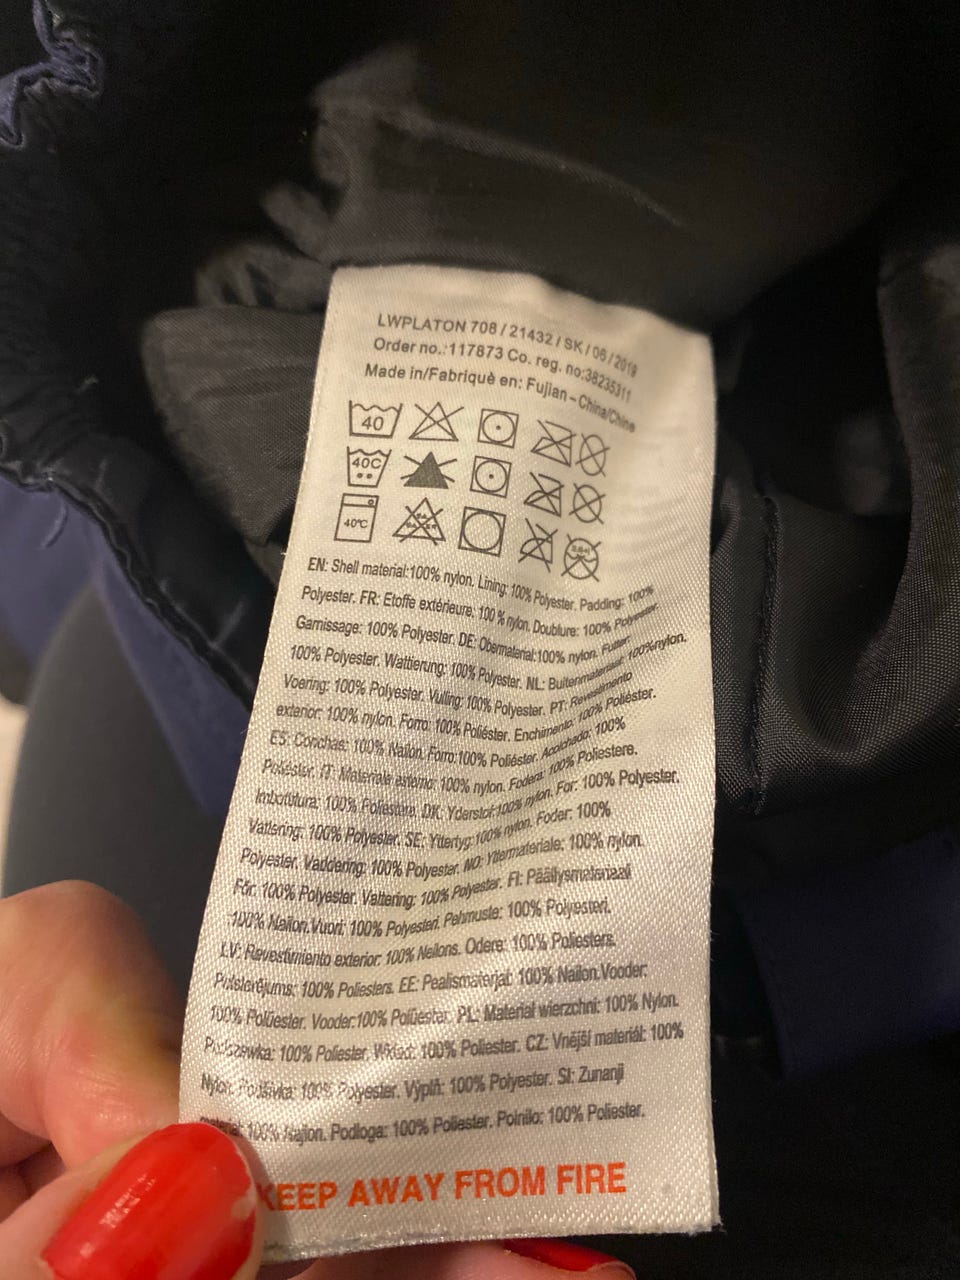 LWPLATON 708 / 21432 / SK / 06 / 2019
Order no.:117873 Co. reg. no:38235311
Made in/Fabriquè en: Fujian – China/Chine
40
40C
40°C
EN: Shell material:100% nylon. Lining: 100% Polyester. Padding: 100%
Polyester. FR: Etoffe extérieure: 100 % nylon. Doublure: 100% Polyester.
Garnissage: 100% Polyester. DE: Obermaterial:100% nylon. Futter:
100% Polyester. Wattierung: 100% Polyester. NL: Buitenmateriaal: 100%nylon.
Voering: 100% Polyester. Vulling: 100% Polyester. PT: Revestimento
exterior: 100% nylon. Forro: 100% Poliéster. Enchimento: 100% Poliéster.
ES: Conchas: 100% Nailon. Forro:100% Poliéster. Acolchado: 100%
Poliéster. IT: Materiale esterno: 100% nylon. Fodera: 100% Poliestere.
Imbottitura: 100% Poliestere. DK: Yderstof:100% nylon. For: 100% Polyester.
Vattering: 100% Polyester. SE: Yttertyg:100% nylon. Foder: 100%
Polyester. Vaddering: 100% Polyester. NO: Yttermateriale: 100% nylon.
Fôr: 100% Polyester. Vattering: 100% Polyester. FI: Päällysmateriaali
100% Nailon.Vuori: 100% Polyesteri. Pehmuste: 100% Polyesteri.
LV: Revestimiento exterior: 100% Neilons. Odere: 100% Poliesters.
Polsterējums: 100% Poliesters. EE: Pealismaterjal: 100% Nailon.Vooder:
100% Polüester. Vooder:100% Polüester. PL: Materiał wierzchni: 100% Nylon.
Podszewka: 100% Poliester. Wkład: 100% Poliester. CZ: Vnější materiál: 100%
Nylon. Podšívka: 100% Polyester. Výplň: 100% Polyester. SI: Zunanji
material: 100% Najlon. Podloga: 100% Poliester. Polnilo: 100% Poliester.
KEEP AWAY FROM FIRE